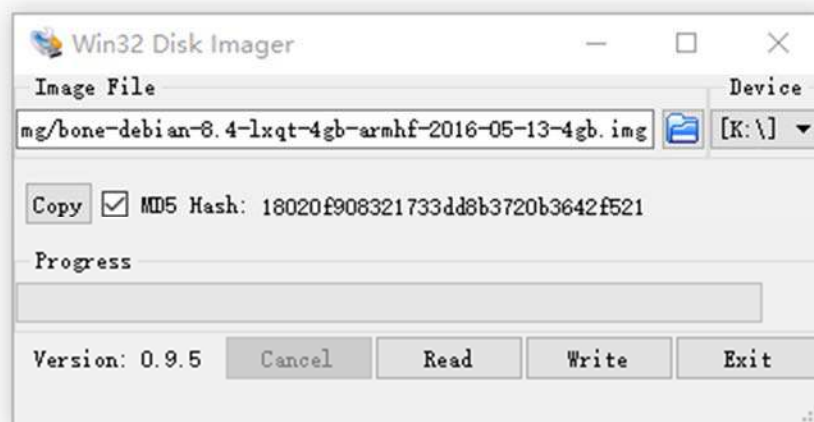 Win32 Disk Imager
Image File
Device
mg/bone-debian-8.4-lxqt-4gb-armhf-2016-05-13-4gb.img
[K:\]
Copy MD5 Hash: 18020f908321733dd8b3720b3642f521
Progress
Version: 0.9.5 Cancel Read Write Exit